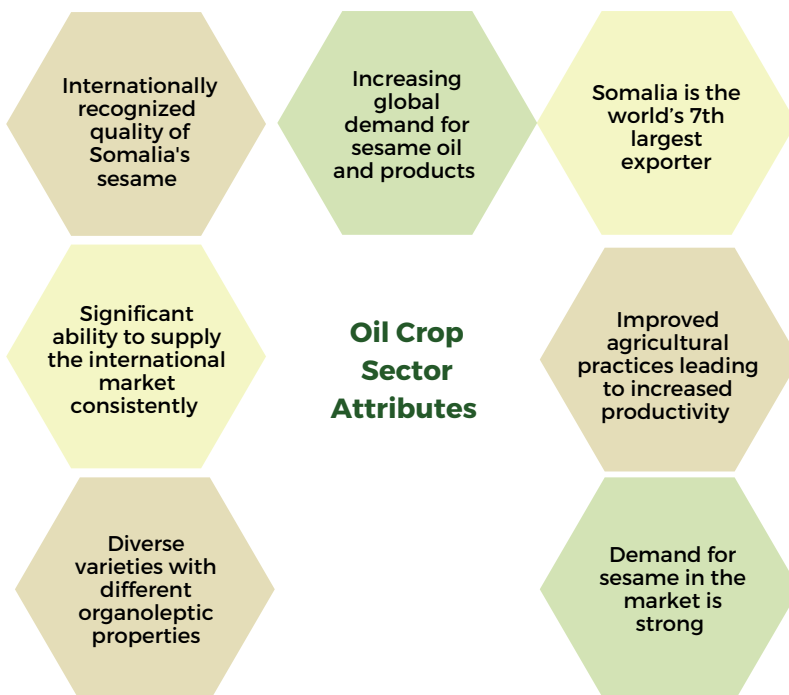 Internationally
recognized
quality of
Somalia's
sesame
Increasing
global
demand for
sesame oil
and products
Somalia is the
world’s 7th
largest
exporter
Significant
ability to supply
the international
market
consistently
Oil Crop
Sector
Attributes
Improved
agricultural
practices leading
to increased
productivity
Diverse
varieties with
different
organoleptic
properties
Demand for
sesame in the
market is
strong